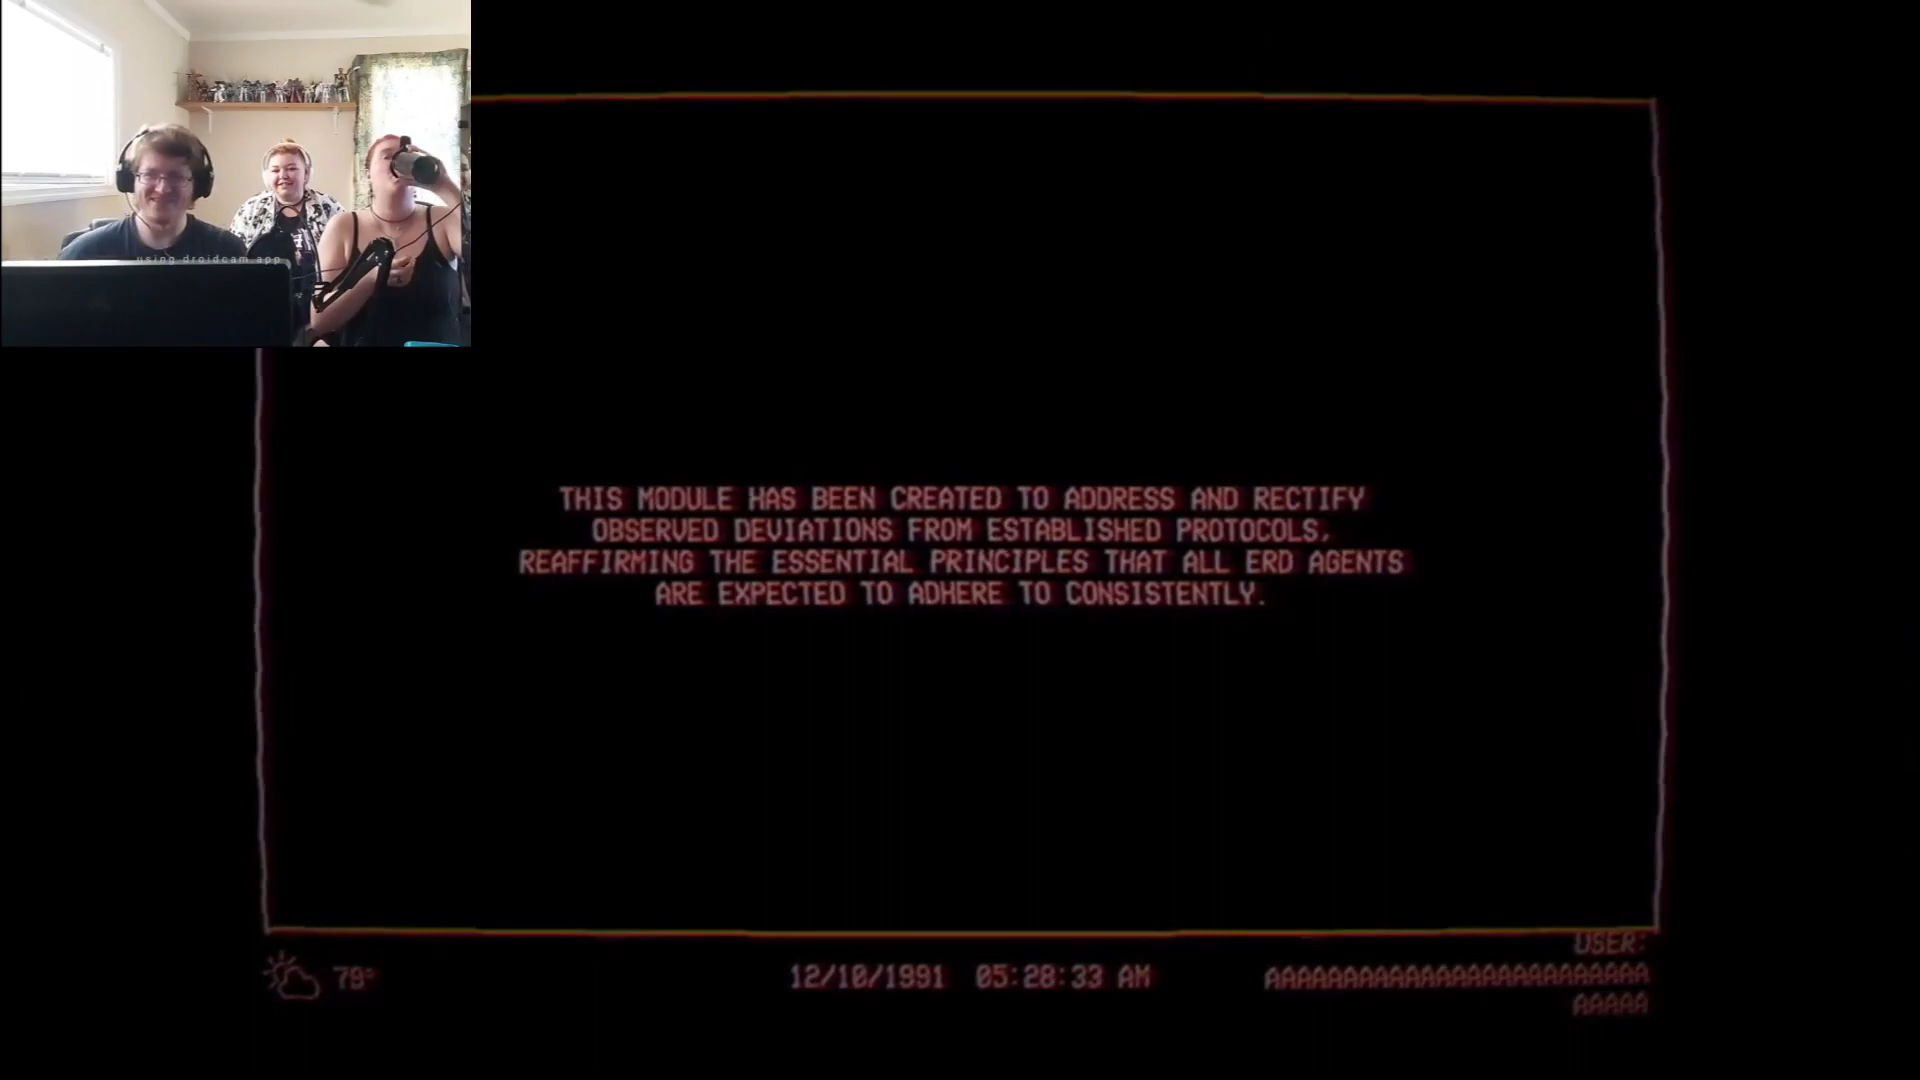 using droidcam app
THIS MODULE HAS BEEN CREATED TO ADDRESS AND RECTIFY
OBSERVED DEVIATIONS FROM ESTABLISHED PROTOCOLS,
REAFFIRMING THE ESSENTIAL PRINCIPLES THAT ALL ERD AGENTS
ARE EXPECTED TO ADHERE TO CONSISTENTLY.
79°
12/10/1991 05:28:33 AM
USER:
AAAAAAAAAAAAAAAAAAAAAAAAA
AAAAA